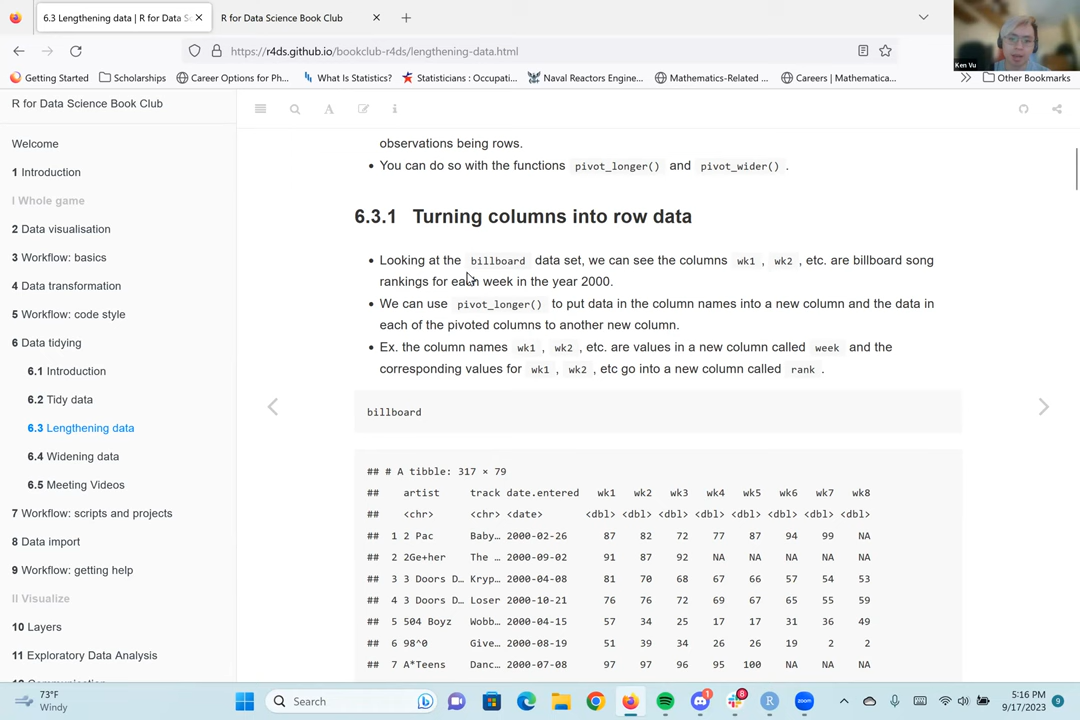 6.3 Lengthening data | R for Data Sc
R for Data Science Book Club
https://r4ds.github.io/bookclub-r4ds/lengthening-data.html
Getting Started
Scholarships
Career Options for Ph...
What Is Statistics?
Statisticians : Occupati...
Naval Reactors Engine...
Mathematics-Related ...
Careers | Mathematica...
Other Bookmarks
Ken Vu
R for Data Science Book Club
Welcome
1 Introduction
I Whole game
2 Data visualisation
3 Workflow: basics
4 Data transformation
5 Workflow: code style
6 Data tidying
6.1 Introduction
6.2 Tidy data
6.3 Lengthening data
6.4 Widening data
6.5 Meeting Videos
7 Workflow: scripts and projects
8 Data import
9 Workflow: getting help
II Visualize
10 Layers
11 Exploratory Data Analysis
observations being rows.
You can do so with the functions pivot_longer() and pivot_wider() .
6.3.1 Turning columns into row data
Looking at the billboard data set, we can see the columns wk1 , wk2 , etc. are billboard song
rankings for each week in the year 2000.
We can use pivot_longer() to put data in the column names into a new column and the data in
each of the pivoted columns to another new column.
Ex. the column names wk1 , wk2 , etc. are values in a new column called week and the
corresponding values for wk1 , wk2 , etc go into a new column called rank .
billboard
## # A tibble: 317 × 79
## artist track date.entered wk1 wk2 wk3 wk4 wk5 wk6 wk7 wk8
## <chr> <chr> <date> <dbl> <dbl> <dbl> <dbl> <dbl> <dbl> <dbl> <dbl>
## 1 2 Pac Baby… 2000-02-26 87 82 72 77 87 94 99 NA
## 2 2Ge+her The … 2000-09-02 91 87 92 NA NA NA NA NA
## 3 3 Doors D… Kryp… 2000-04-08 81 70 68 67 66 57 54 53
## 4 3 Doors D… Loser 2000-10-21 76 76 72 69 67 65 55 59
## 5 504 Boyz Wobb… 2000-04-15 57 34 25 17 17 31 36 49
## 6 98^0 Give… 2000-08-19 51 39 34 26 26 19 2 2
## 7 A*Teens Danc… 2000-07-08 97 97 96 95 100 NA NA NA
73°F
Windy
Search
1
8
zoom
5:16 PM
9/17/2023
9